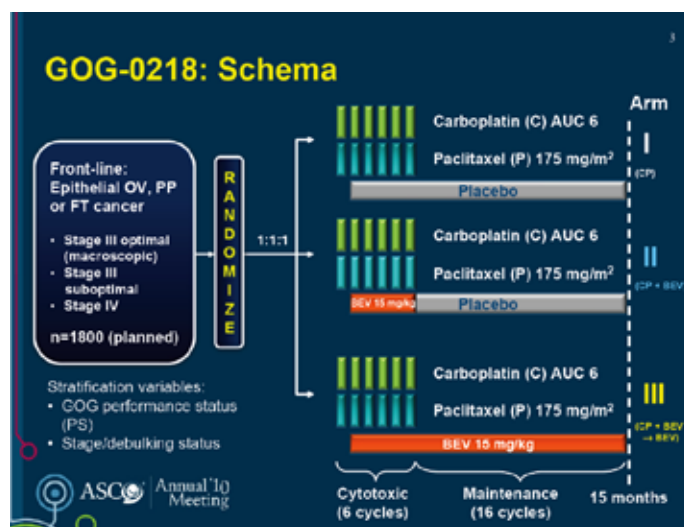 3
GOG-0218: Schema
Arm
Front-line:
Epithelial OV, PP
or FT cancer
• Stage III optimal
(macroscopic)
• Stage III
suboptimal
• Stage IV
n=1800 (planned)
RANDOMIZE
1:1:1
Carboplatin (C) AUC 6
Paclitaxel (P) 175 mg/m²
Placebo
I
(CP)
Carboplatin (C) AUC 6
Paclitaxel (P) 175 mg/m²
BEV 15 mg/kg
Placebo
II
(CP + BEV
Carboplatin (C) AUC 6
Paclitaxel (P) 175 mg/m²
BEV 15 mg/kg
III
(CP + BEV
→ BEV)
Stratification variables:
• GOG performance status
(PS)
• Stage/debulking status
Cytotoxic
(6 cycles)
Maintenance
(16 cycles)
15 months
ASCO
Annual '10
Meeting